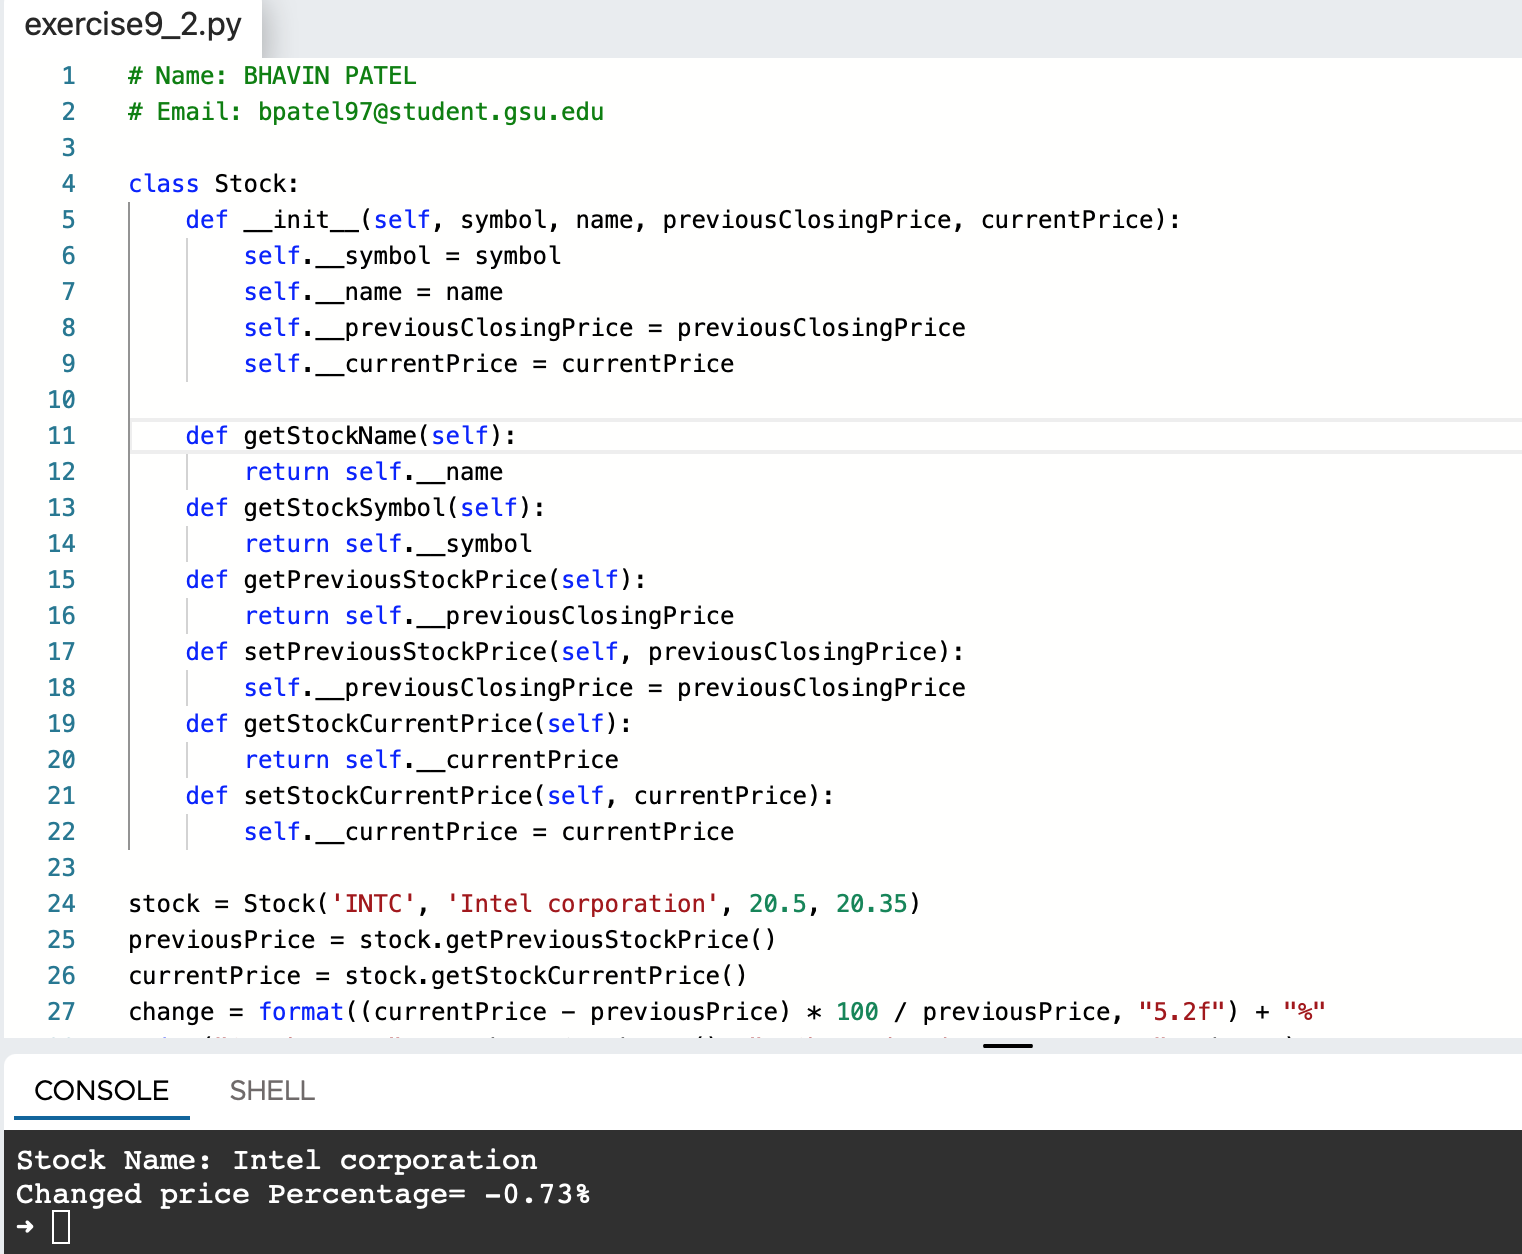 exercise9_2.py
1 # Name: BHAVIN PATEL
2 # Email: bpatel97@student.gsu.edu
3
4 class Stock:
5     def __init__(self, symbol, name, previousClosingPrice, currentPrice):
6         self.__symbol = symbol
7         self.__name = name
8         self.__previousClosingPrice = previousClosingPrice
9         self.__currentPrice = currentPrice
10
11     def getStockName(self):
12         return self.__name
13     def getStockSymbol(self):
14         return self.__symbol
15     def getPreviousStockPrice(self):
16         return self.__previousClosingPrice
17     def setPreviousStockPrice(self, previousClosingPrice):
18         self.__previousClosingPrice = previousClosingPrice
19     def getStockCurrentPrice(self):
20         return self.__currentPrice
21     def setStockCurrentPrice(self, currentPrice):
22         self.__currentPrice = currentPrice
23
24 stock = Stock('INTC', 'Intel corporation', 20.5, 20.35)
25 previousPrice = stock.getPreviousStockPrice()
26 currentPrice = stock.getStockCurrentPrice()
27 change = format((currentPrice - previousPrice) * 100 / previousPrice, "5.2f") + "%"
CONSOLE SHELL
Stock Name: Intel corporation
Changed price Percentage= -0.73%
➜